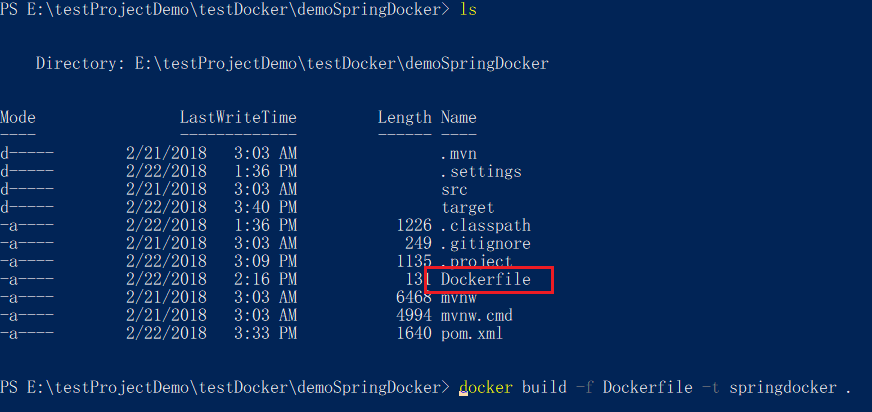 PS E:\testProjectDemo\testDocker\demoSpringDocker> ls
Directory: E:\testProjectDemo\testDocker\demoSpringDocker
Mode LastWriteTime Length Name
---- ------------- ------ ----
d----- 2/21/2018 3:03 AM .mvn
d----- 2/22/2018 1:36 PM .settings
d----- 2/21/2018 3:03 AM src
d----- 2/22/2018 3:40 PM target
-a---- 2/22/2018 1:36 PM 1226 .classpath
-a---- 2/21/2018 3:03 AM 249 .gitignore
-a---- 2/22/2018 3:09 PM 1135 .project
-a---- 2/22/2018 2:16 PM 131 Dockerfile
-a---- 2/21/2018 3:03 AM 6468 mvnw
-a---- 2/21/2018 3:03 AM 4994 mvnw.cmd
-a---- 2/22/2018 3:33 PM 1640 pom.xml
PS E:\testProjectDemo\testDocker\demoSpringDocker> docker build -f Dockerfile -t springdocker .